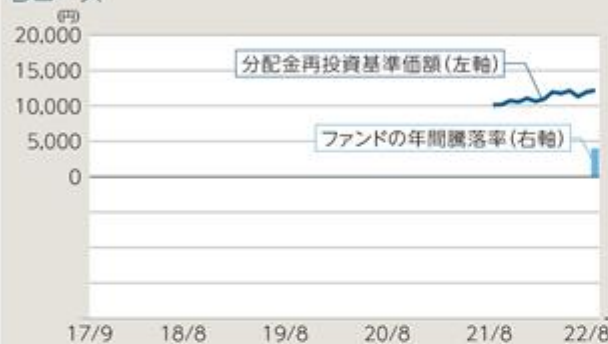 (円)
20,000
15,000
分配金再投資基準価額(左軸)
10,000
5,000
ファンドの年間騰落率(右軸)
0
17/9 18/8 19/8 20/8 21/8 22/8